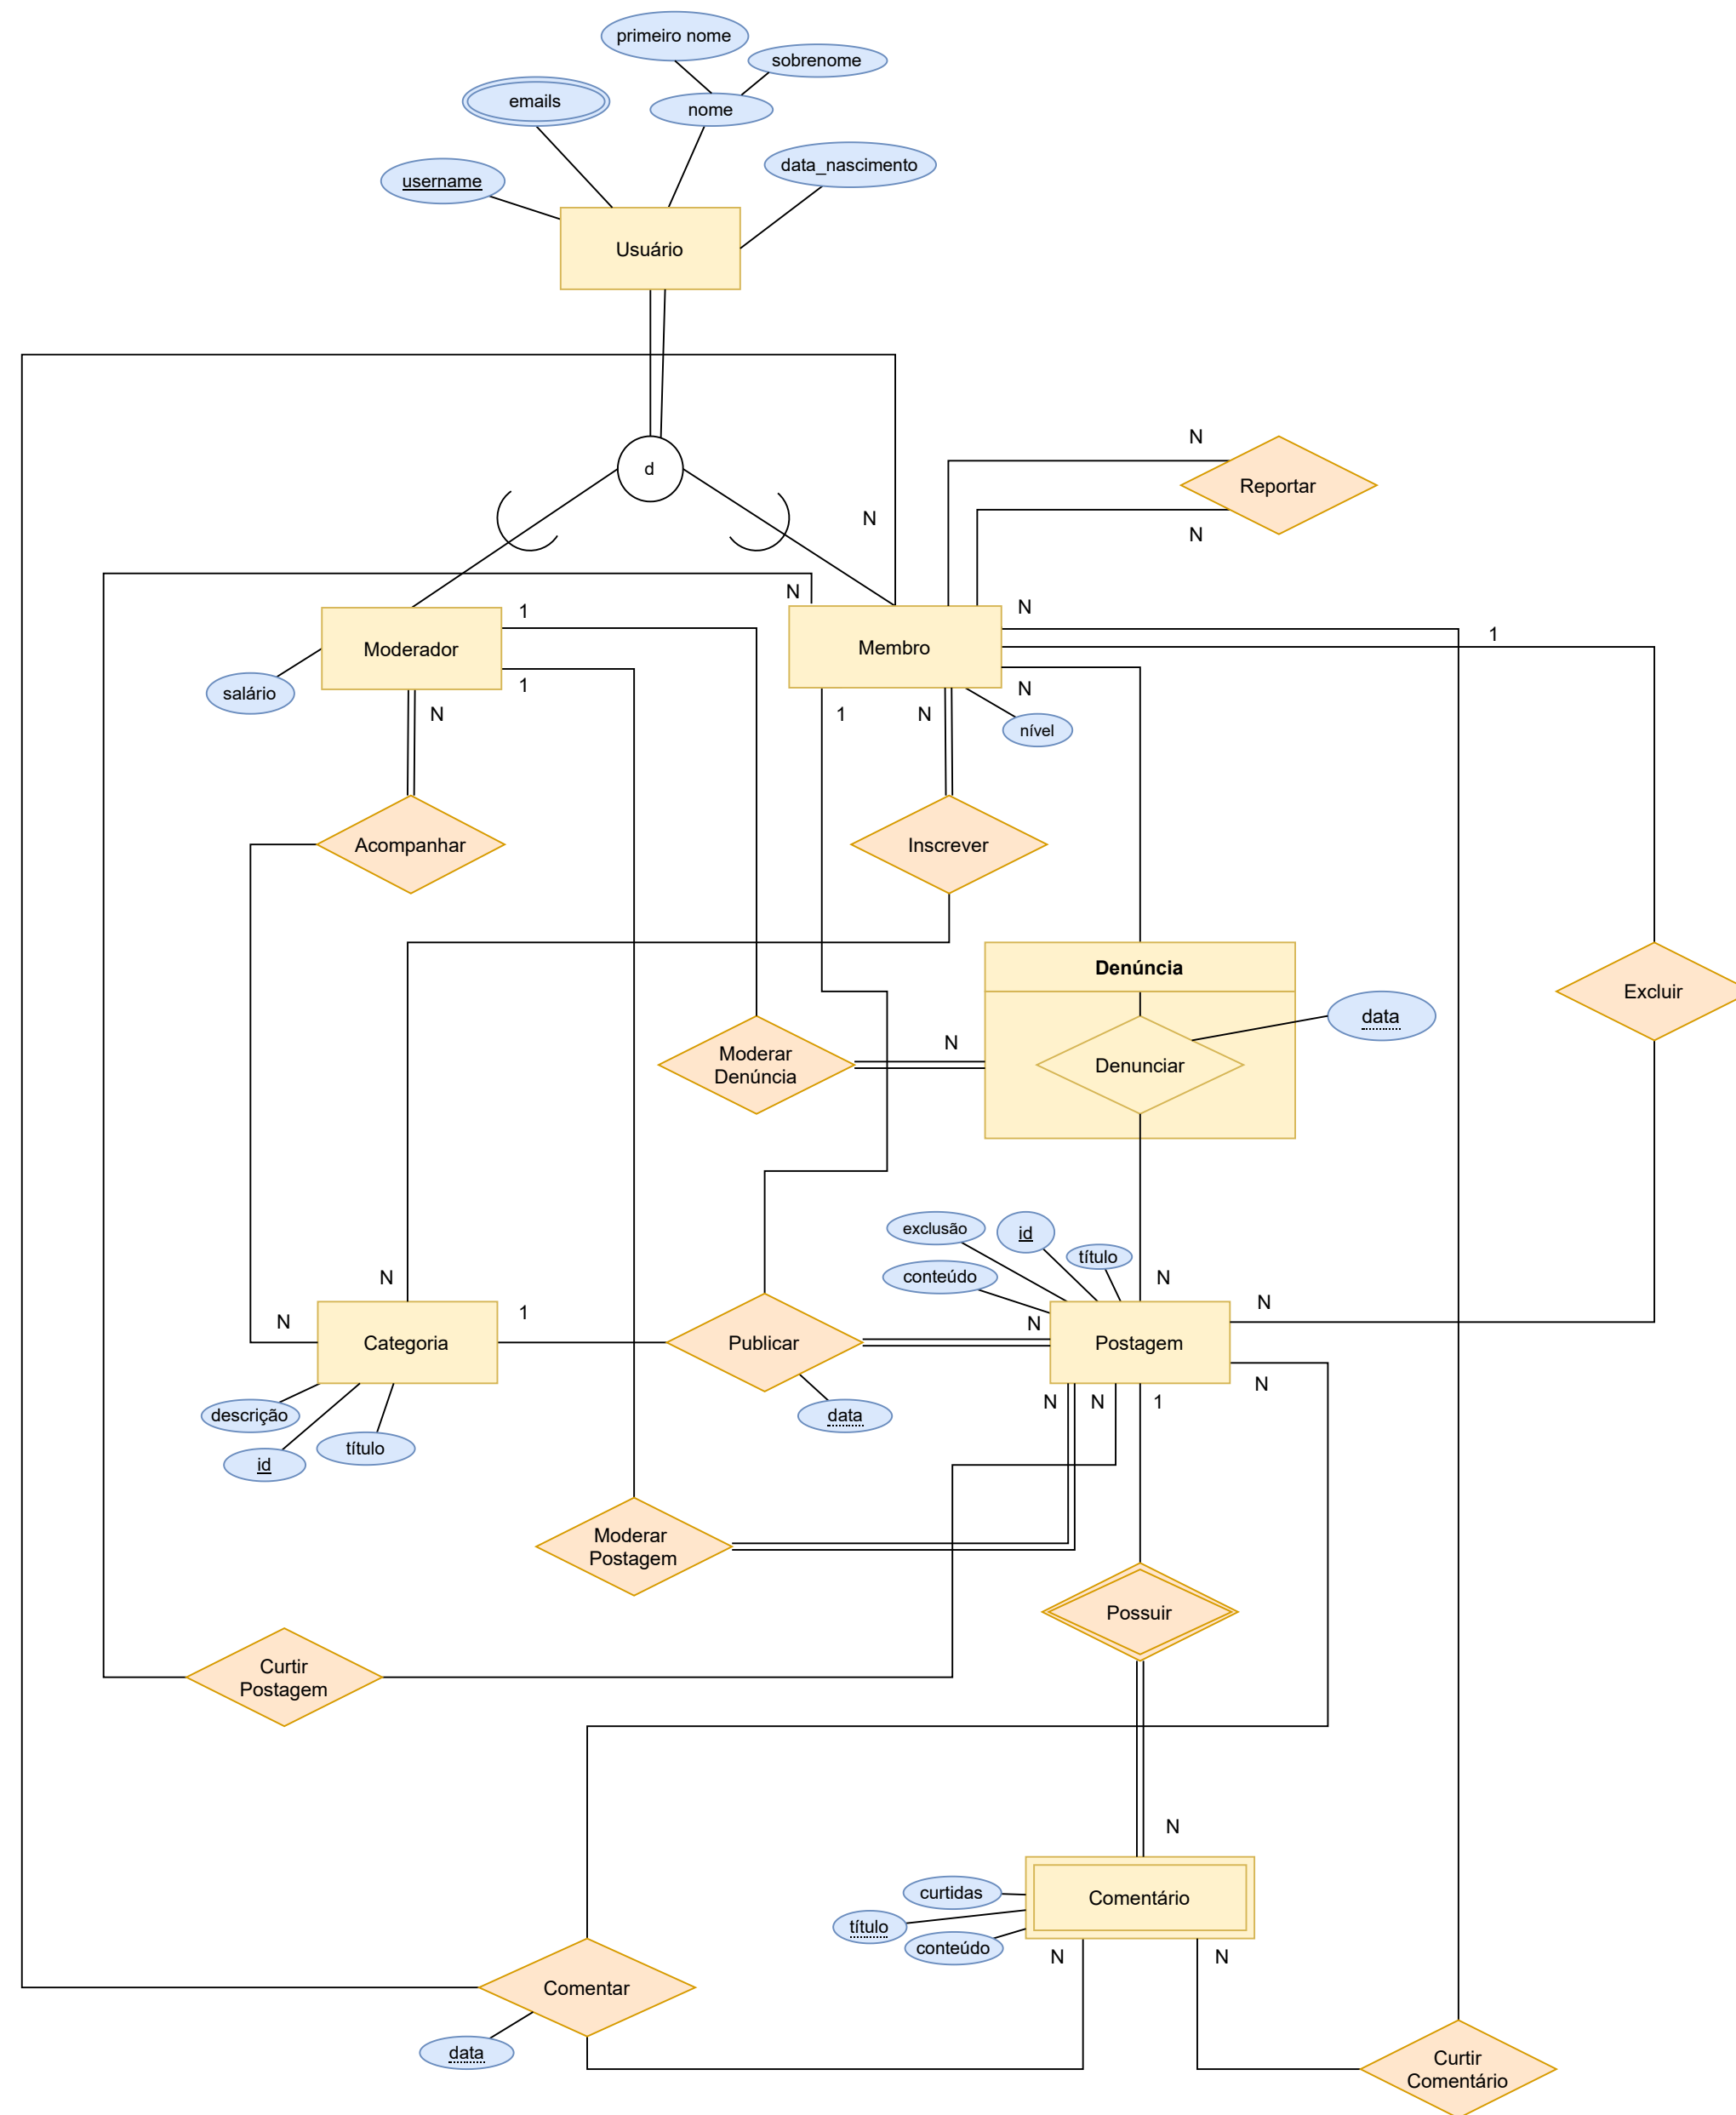 primeiro nome
sobrenome
emails
nome
data_nascimento
username
Usuário
N
d
Reportar
N
N
N
1
N
N
1
Moderador
Membro
salário
1
N
N
1
N
nível
Acompanhar
Inscrever
Denúncia
Excluir
data
Moderar
Denúncia
N
Denunciar
exclusão
id
título
conteúdo
N
N
N
N
1
N
Categoria
Publicar
Postagem
N
N
N
1
descrição
data
título
id
Moderar
Postagem
Possuir
Curtir
Postagem
N
curtidas
Comentário
título
conteúdo
N
N
Comentar
data
Curtir
Comentário